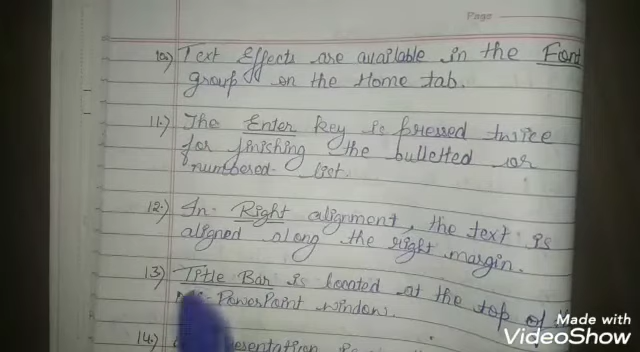 Page
10.) Text Effects are available in the Font
group on the Home tab.
11.) The Enter key is pressed twice
for finishing the bulletted or
numbered list.
12.) In Right alignment, the text is
aligned along the right margin.
13.) Title Bar is located at the top of
PowerPoint window.
14.)
Made with
VideoShow